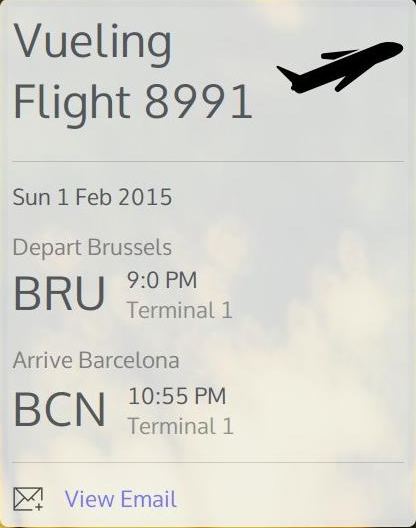 Vueling
Flight 8991
Sun 1 Feb 2015
Depart Brussels
BRU 9:0 PM
Terminal 1
Arrive Barcelona
BCN 10:55 PM
Terminal 1
View Email